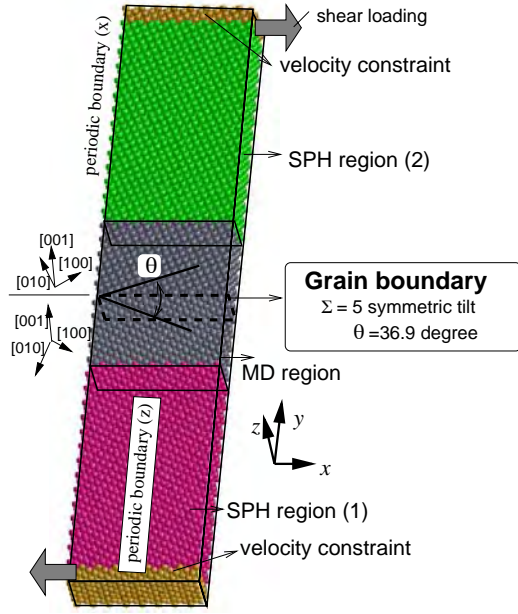 shear loading
velocity constraint
periodic boundary (x)
SPH region (2)
[001]
[100]
[010]
θ
Grain boundary
Σ = 5 symmetric tilt
θ =36.9 degree
[001]
[100]
[010]
MD region
y
z
x
periodic boundary (z)
SPH region (1)
velocity constraint